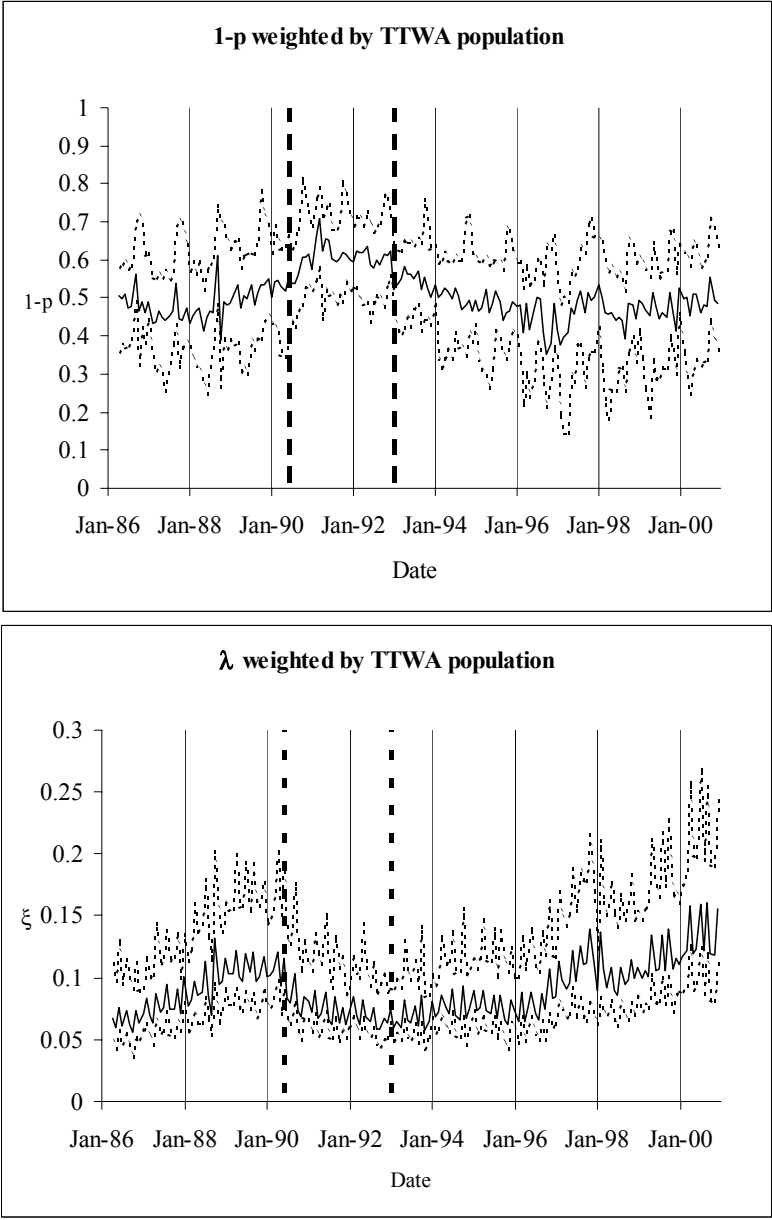 1-p weighted by TTWA population
1
0.9
0.8
0.7
0.6
0.5
1-p
0.4
0.3
0.2
0.1
0
Jan-86 Jan-88 Jan-90 Jan-92 Jan-94 Jan-96 Jan-98 Jan-00
Date
λ weighted by TTWA population
0.3
0.25
0.2
0.15
ξ
0.1
0.05
0
Jan-86 Jan-88 Jan-90 Jan-92 Jan-94 Jan-96 Jan-98 Jan-00
Date